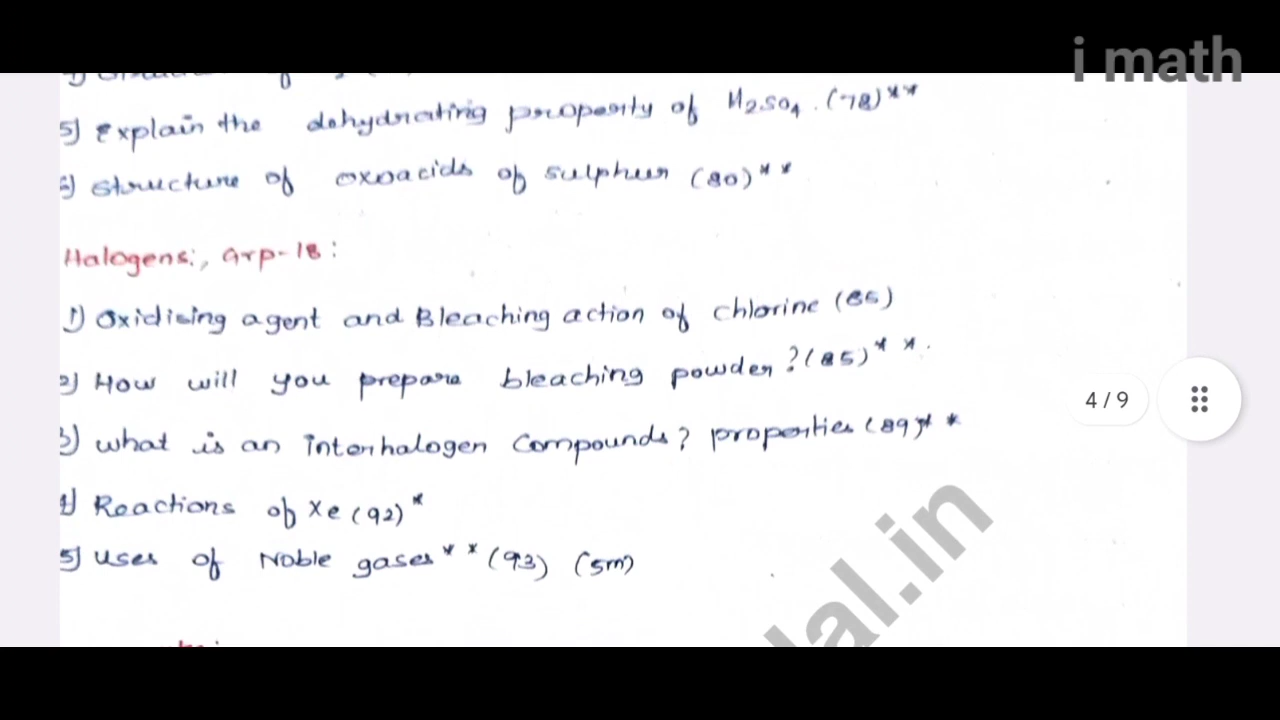 i math
5) Explain the dehydrating property of H2SO4. (78)**
6) structure of oxoacids of sulphur (80)**
Halogens:, Grp-18:
1) Oxidising agent and Bleaching action of chlorine (86)
2) How will you prepare bleaching powder? (85)**.
3) what is an interhalogen compounds? properties (89)**
4) Reactions of Xe (92)*
5) Uses of Noble gases** (93) (5m)
4 / 9
al.in